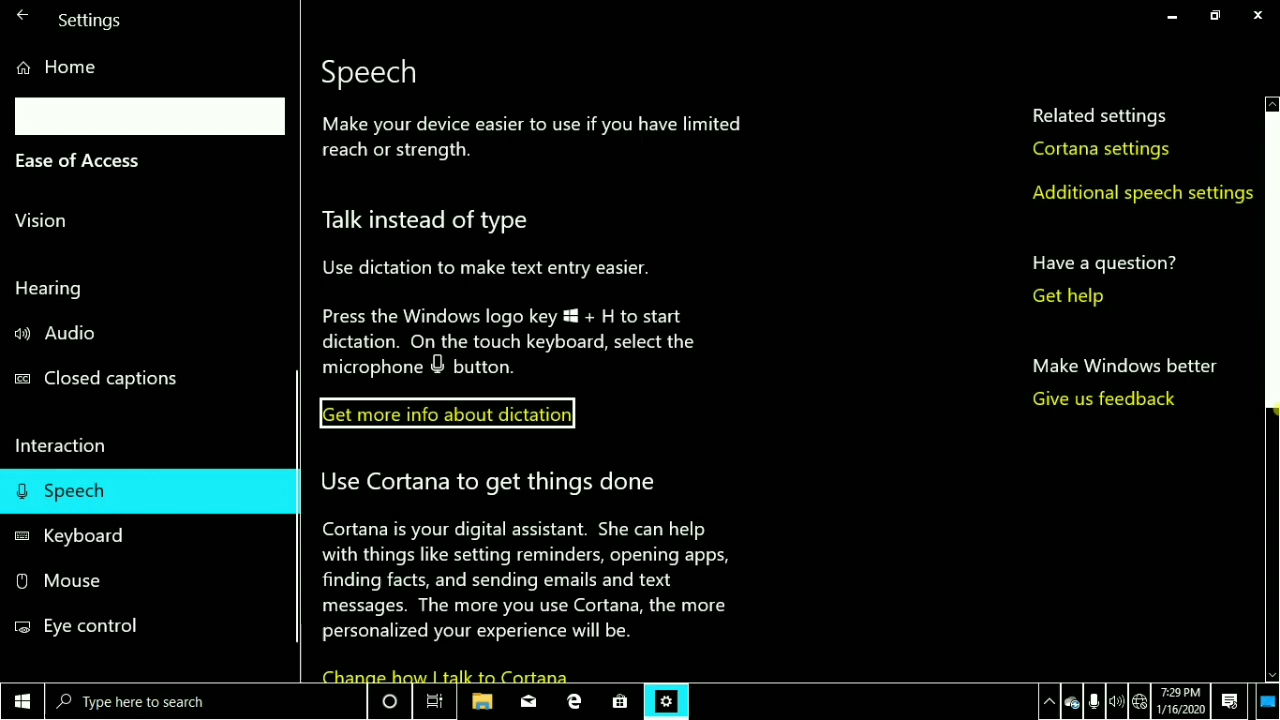 Settings
Home
Ease of Access
Vision
Hearing
Audio
Closed captions
Interaction
Speech
Keyboard
Mouse
Eye control
Speech
Make your device easier to use if you have limited
reach or strength.
Talk instead of type
Use dictation to make text entry easier.
Press the Windows logo key + H to start
dictation. On the touch keyboard, select the
microphone button.
Get more info about dictation
Use Cortana to get things done
Cortana is your digital assistant. She can help
with things like setting reminders, opening apps,
finding facts, and sending emails and text
messages. The more you use Cortana, the more
personalized your experience will be.
Change how I talk to Cortana
Related settings
Cortana settings
Additional speech settings
Have a question?
Get help
Make Windows better
Give us feedback
Type here to search
7:29 PM
1/16/2020